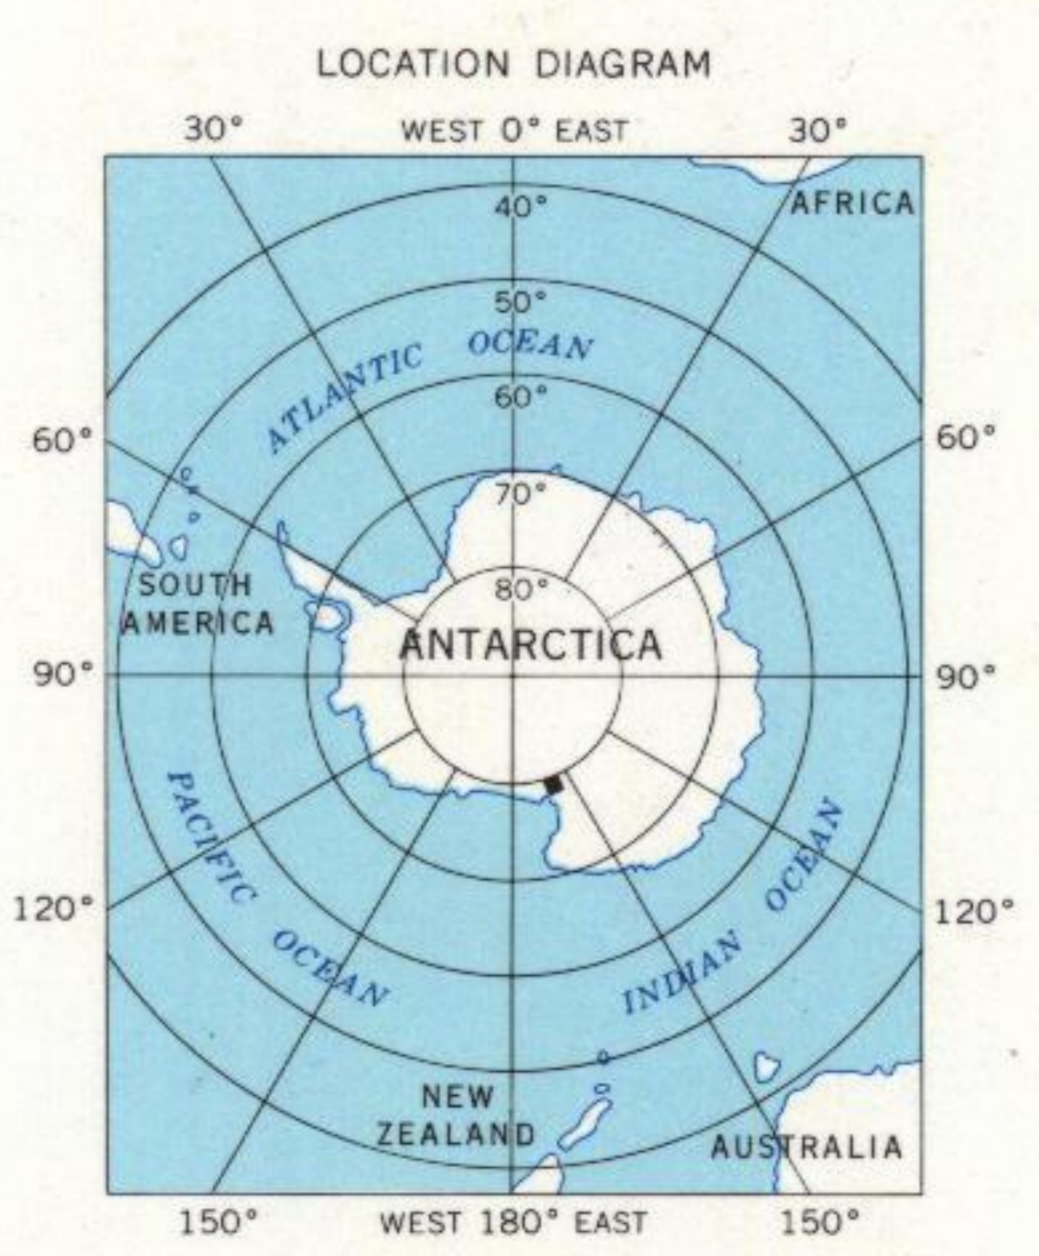 LOCATION DIAGRAM
30° WEST 0° EAST 30°
AFRICA
40°
50°
ATLANTIC OCEAN
60°
60° 60°
70°
SOUTH
AMERICA
80°
ANTARCTICA
90° 90°
PACIFIC OCEAN
INDIAN OCEAN
120° 120°
NEW
ZEALAND
AUSTRALIA
150° WEST 180° EAST 150°